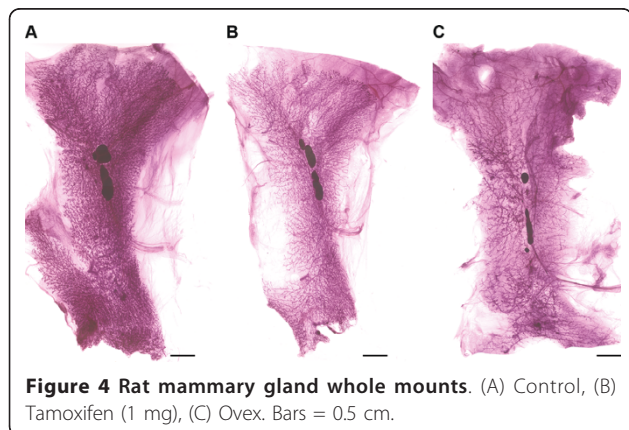 A B C
Figure 4 Rat mammary gland whole mounts. (A) Control, (B)
Tamoxifen (1 mg), (C) Ovex. Bars = 0.5 cm.